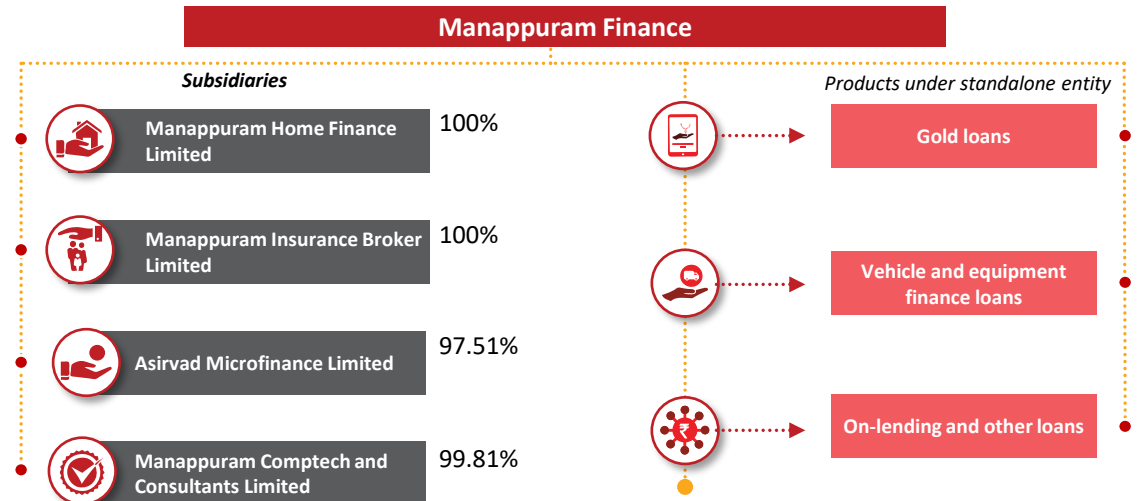 Manappuram Finance
Subsidiaries
Manappuram Home Finance
Limited
100%
Manappuram Insurance Broker
Limited
100%
Asirvad Microfinance Limited
97.51%
Manappuram Comptech and
Consultants Limited
99.81%
Products under standalone entity
Gold loans
Vehicle and equipment
finance loans
₹
On-lending and other loans